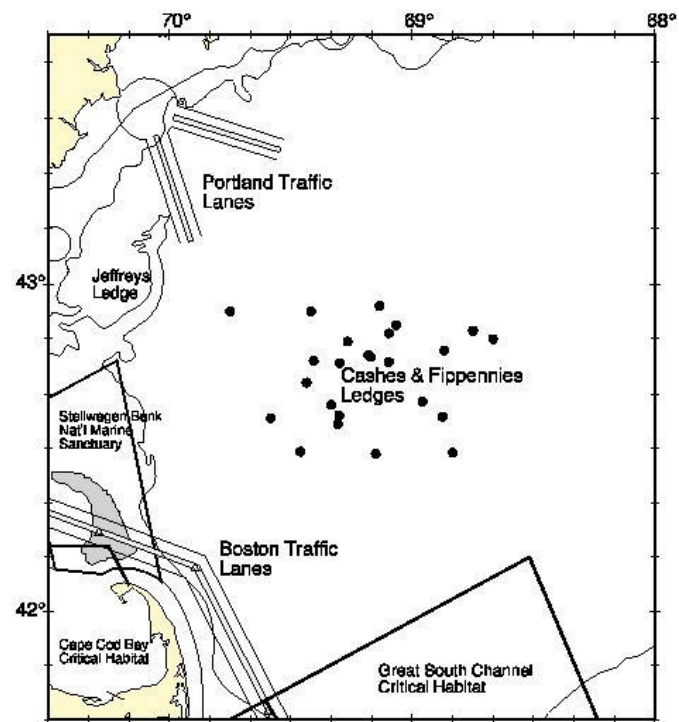 70° 69° 68°
Portland Traffic
Lanes
43°
Jeffreys
Ledge
Cashes & Fippennies
Ledges
Stellwagen Bank
Nat'l Marine
Sanctuary
Boston Traffic
Lanes
42°
Cape Cod Bay
Critical Habitat
Great South Channel
Critical Habitat